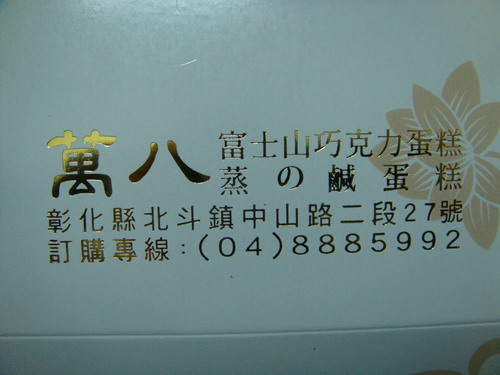 萬八
富士山巧克力蛋糕
蒸の鹹蛋糕
彰化縣北斗鎮中山路二段27號
訂購專線：(04)8885992